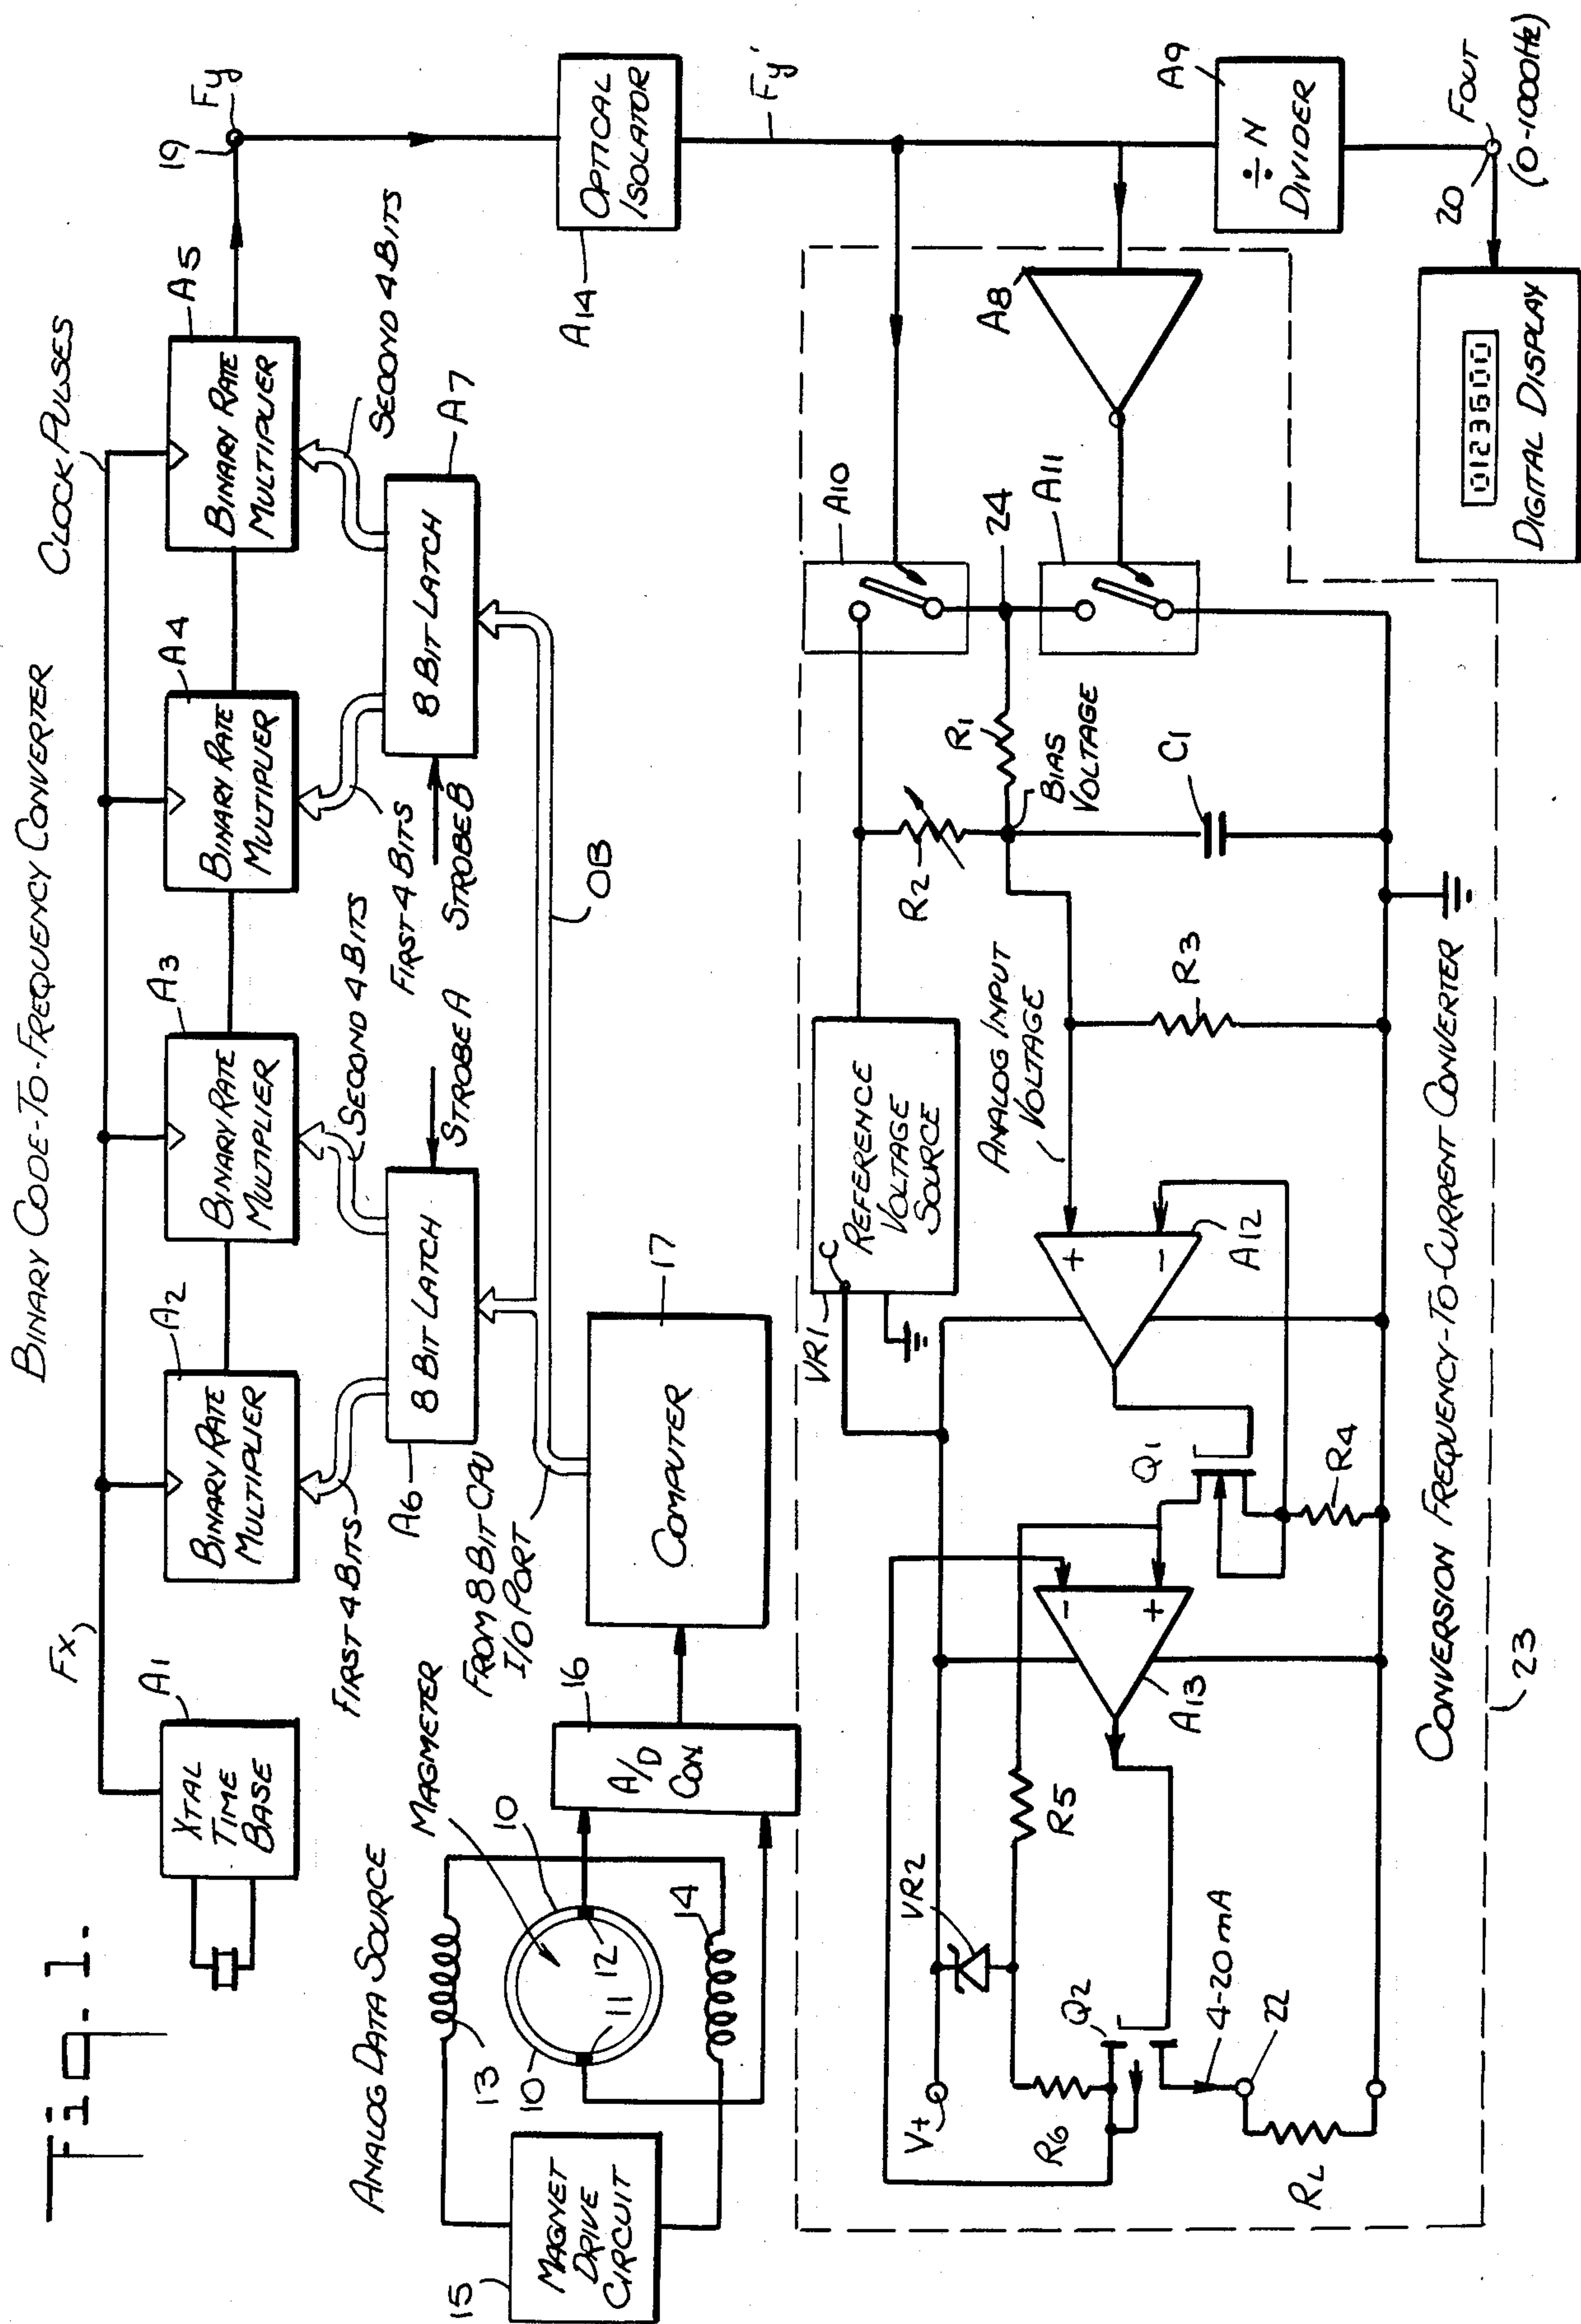 Fig. 1.
BINARY CODE-TO-FREQUENCY CONVERTER
CLOCK PULSES
FX
A1
XTAL
TIME
BASE
A2
BINARY RATE
MULTIPLIER
A3
BINARY RATE
MULTIPLIER
A4
BINARY RATE
MULTIPLIER
A5
BINARY RATE
MULTIPLIER
19
Fy
FIRST 4 BITS
SECOND 4 BITS
FIRST 4 BITS
SECOND 4 BITS
A6
8 BIT LATCH
STROBE A
STROBE B
8 BIT LATCH
A7
A14
OPTICAL
ISOLATOR
Fy'
OB
FROM 8 BIT CPU
I/O PORT
ANALOG DATA SOURCE
MAGMETER
15
MAGNET
DRIVE
CIRCUIT
13
10
10
11
12
14
16
A/D
CON.
COMPUTER
17
VR1
C
REFERENCE
VOLTAGE
SOURCE
A10
24
A11
A8
A9
÷ N
DIVIDER
R2
R1
BIAS
VOLTAGE
C1
ANALOG INPUT
VOLTAGE
R3
+
-
A12
Q1
R4
-
+
A13
R5
VR2
V+
R6
Q2
4-20 mA
22
RL
20
FOUT
(0-1000Hz)
0123600
DIGITAL DISPLAY
CONVERSION FREQUENCY-TO-CURRENT CONVERTER
23